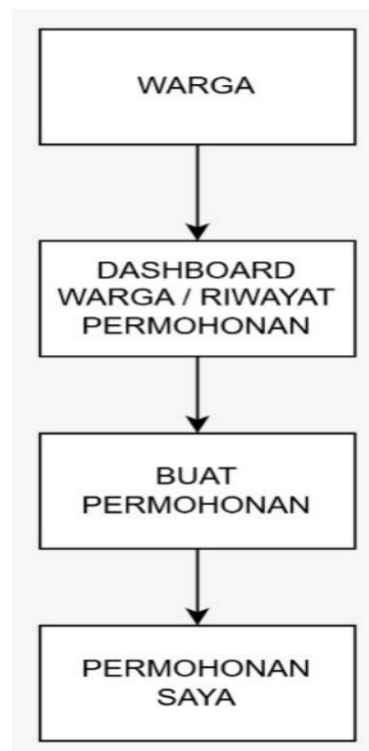 WARGA
DASHBOARD
WARGA / RIWAYAT
PERMOHONAN
BUAT
PERMOHONAN
PERMOHONAN
SAYA